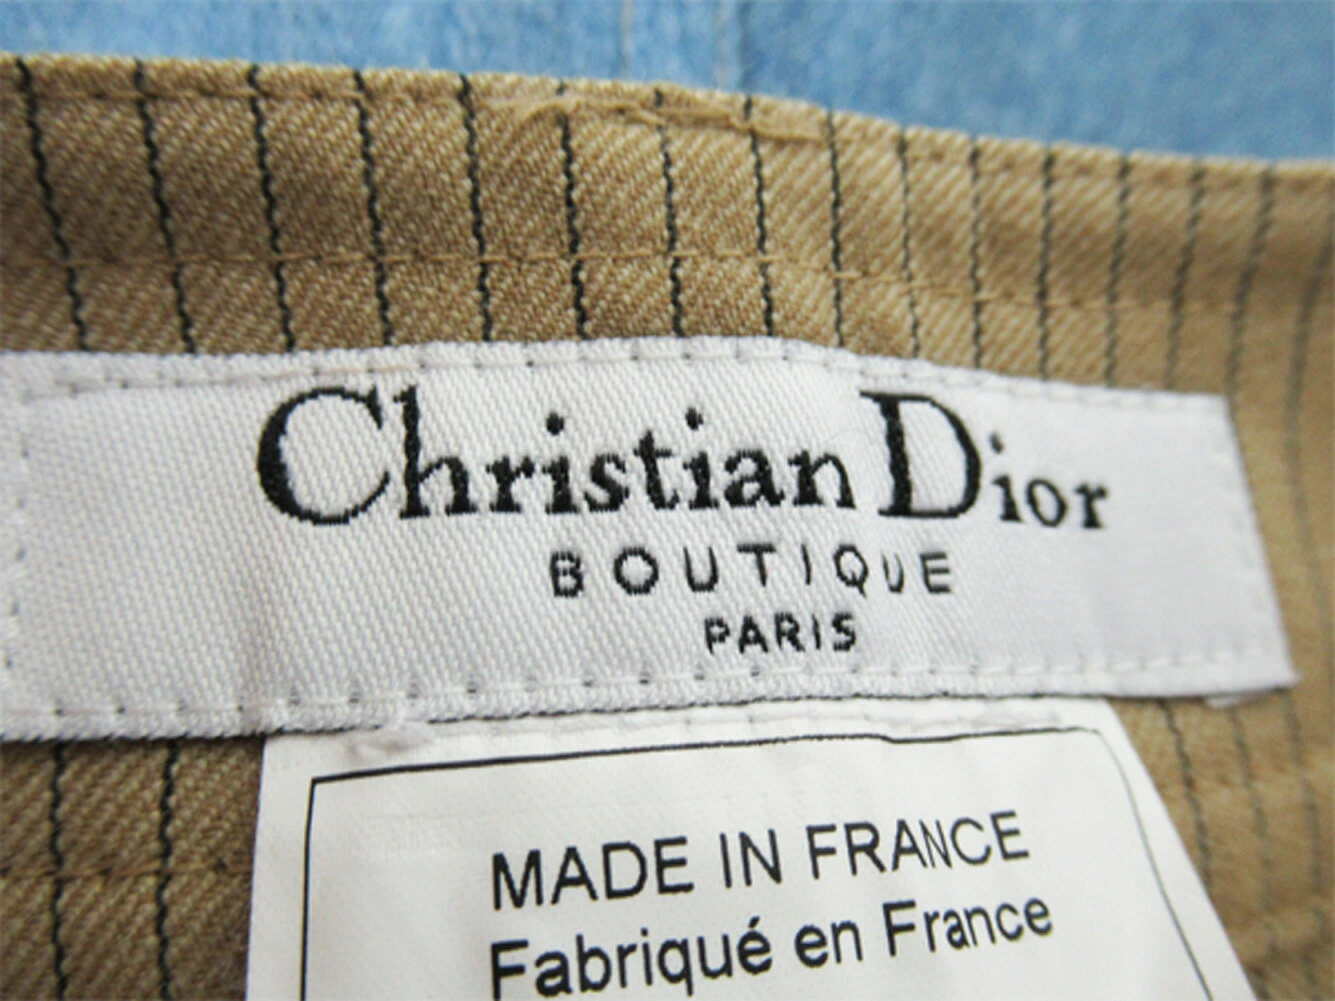 Christian Dior
BOUTIQUE
PARIS
MADE IN FRANCE
Fabriqué en France